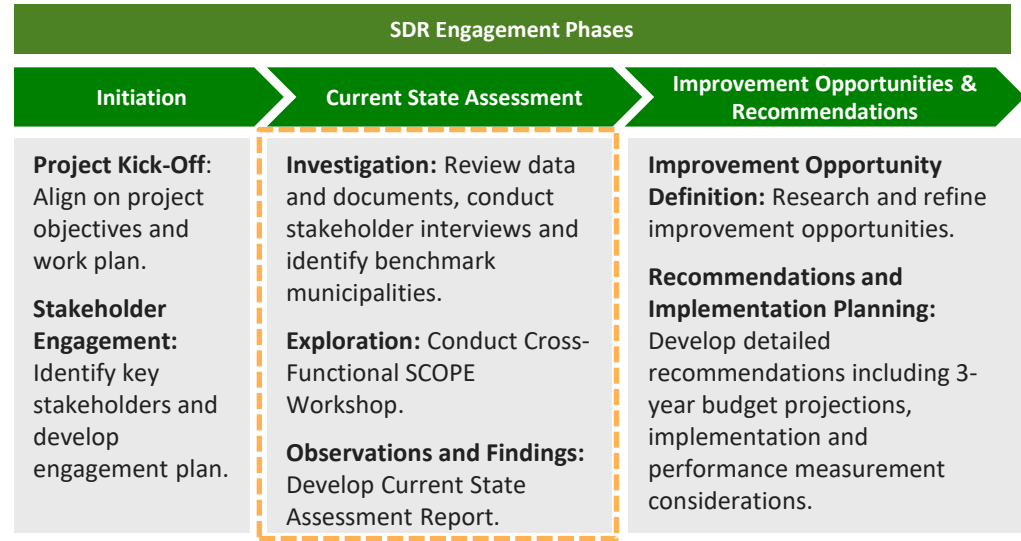 SDR Engagement Phases
Initiation
Current State Assessment
Improvement Opportunities &
Recommendations
Project Kick-Off:
Align on project
objectives and
work plan.
Stakeholder
Engagement:
Identify key
stakeholders and
develop
engagement plan.
Investigation: Review data
and documents, conduct
stakeholder interviews and
identify benchmark
municipalities.
Exploration: Conduct Cross-
Functional SCOPE
Workshop.
Observations and Findings:
Develop Current State
Assessment Report.
Improvement Opportunity
Definition: Research and refine
improvement opportunities.
Recommendations and
Implementation Planning:
Develop detailed
recommendations including 3-
year budget projections,
implementation and
performance measurement
considerations.